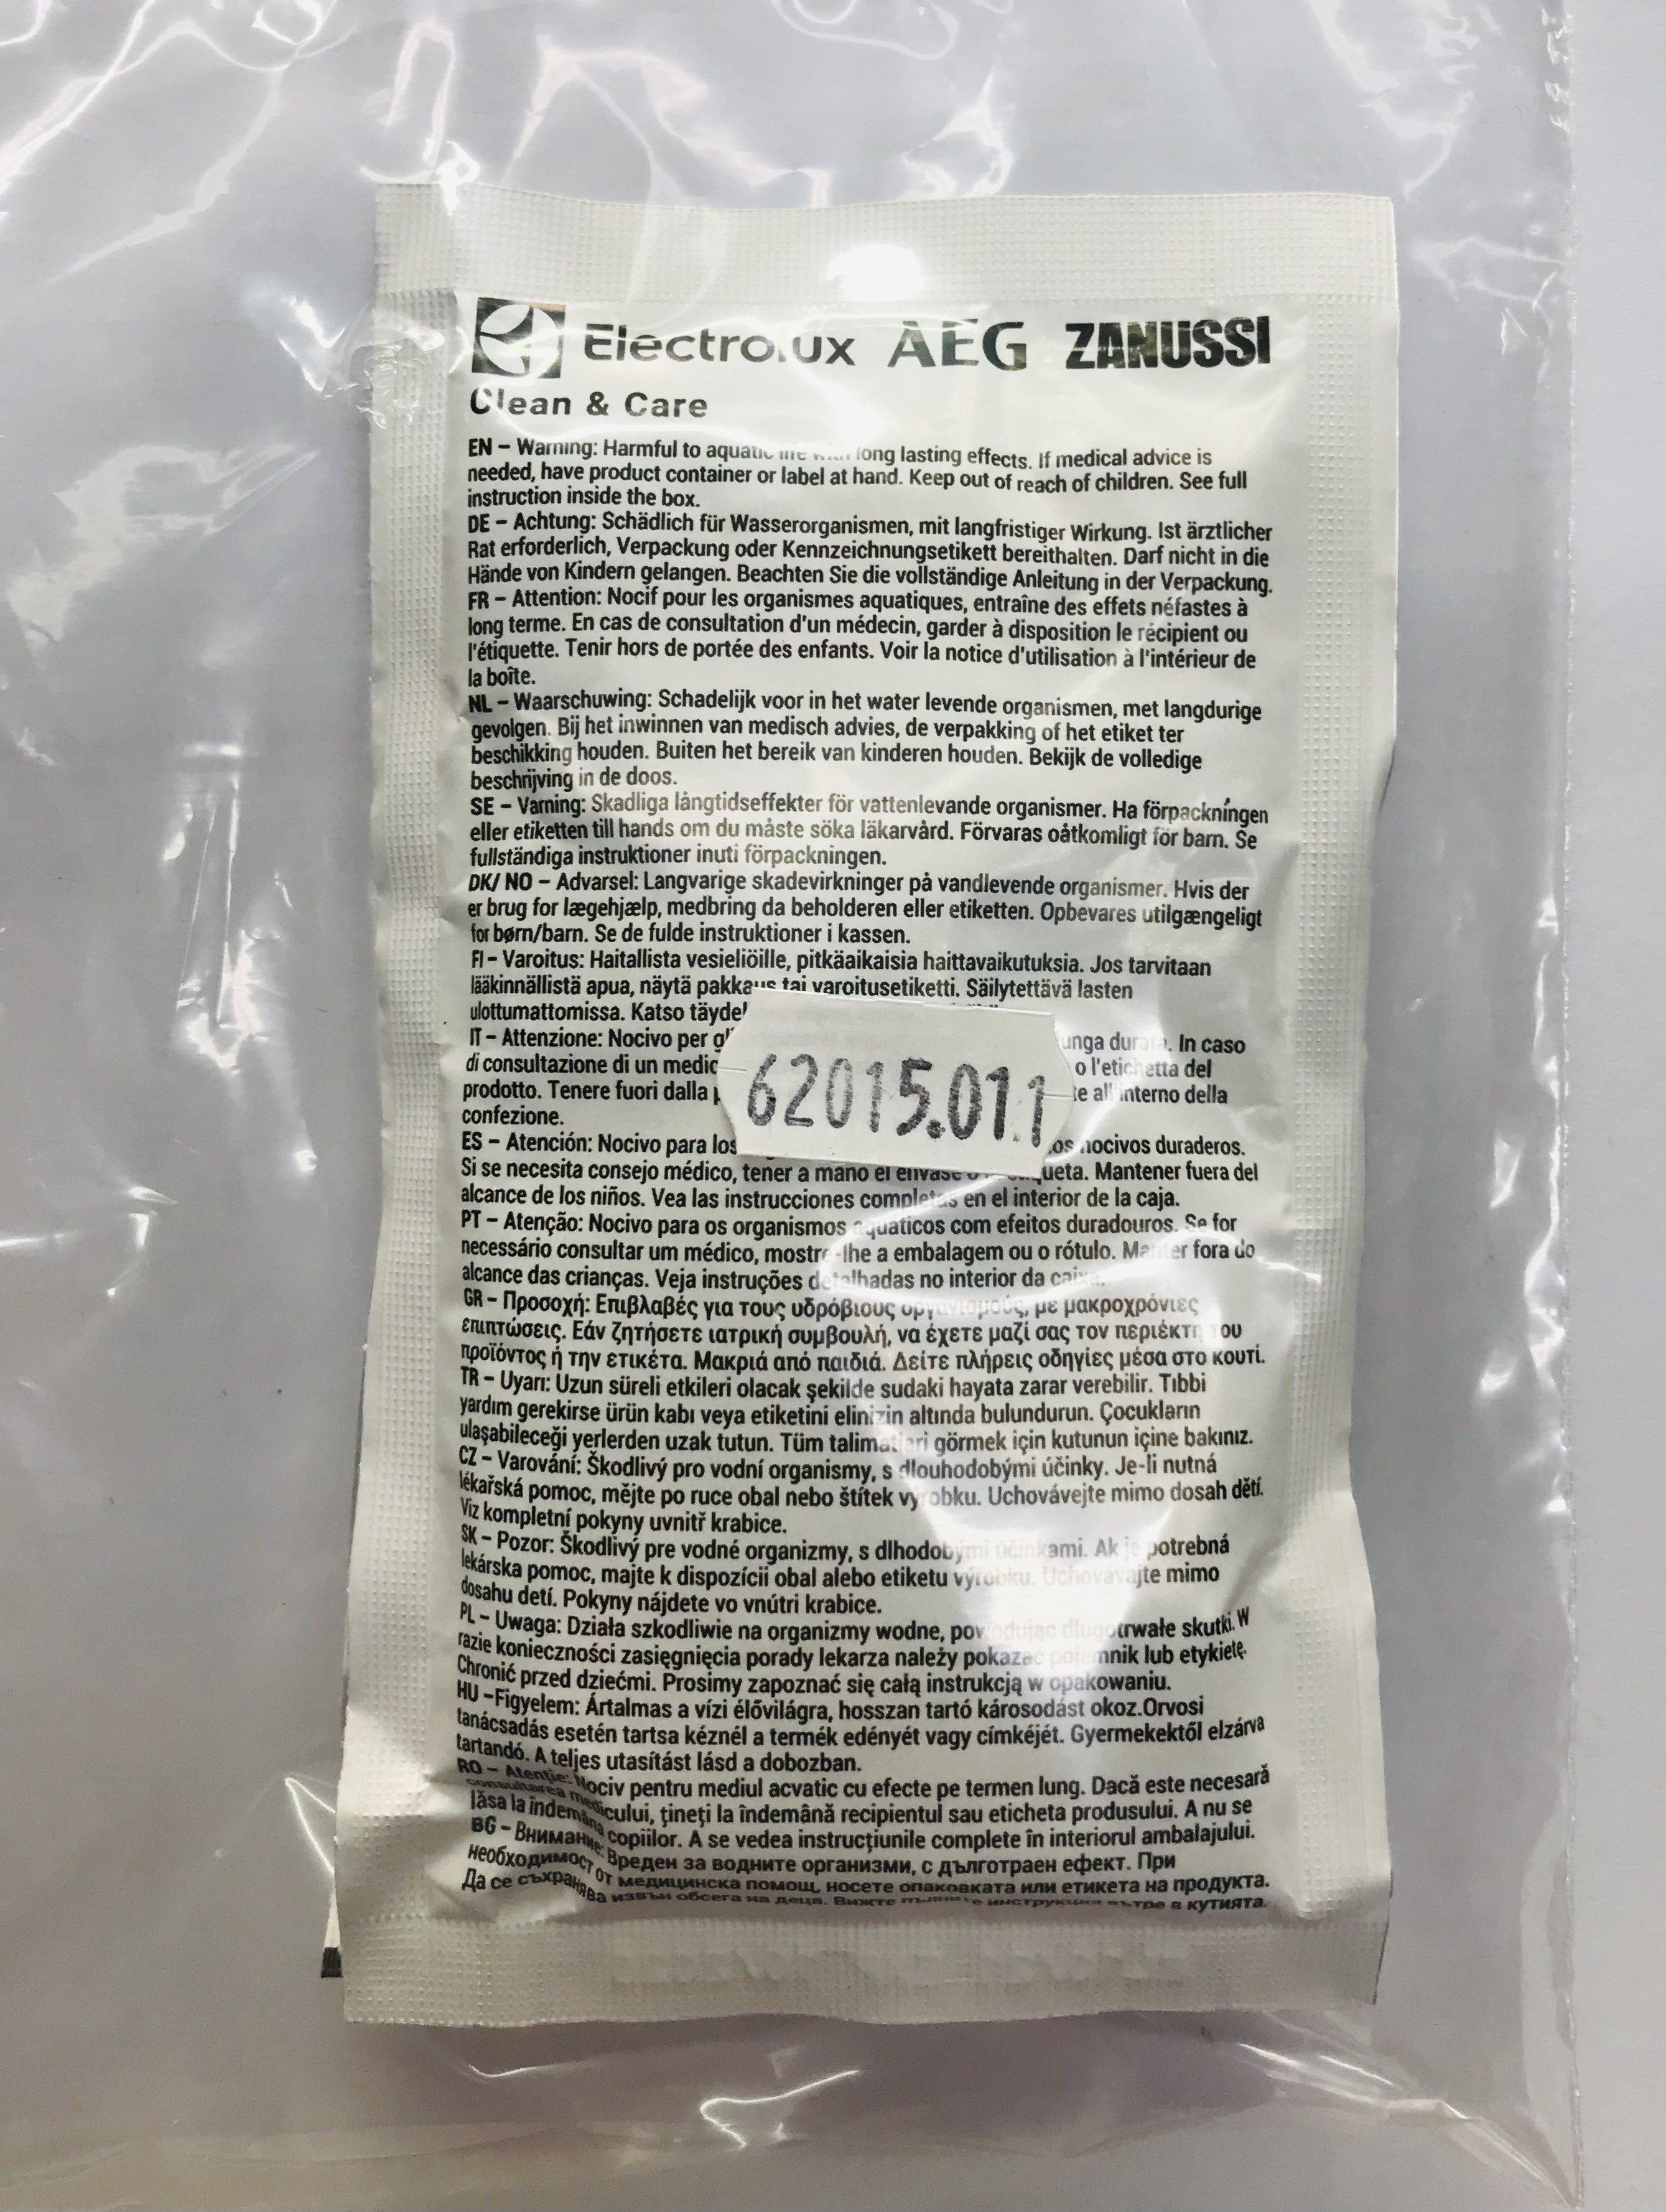 Electrolux AEG ZANUSSI
Clean & Care
EN – Warning: Harmful to aquatic life with long lasting effects. If medical advice is
needed, have product container or label at hand. Keep out of reach of children. See full
instruction inside the box.
DE – Achtung: Schädlich für Wasserorganismen, mit langfristiger Wirkung. Ist ärztlicher
Rat erforderlich, Verpackung oder Kennzeichnungsetikett bereithalten. Darf nicht in die
Hände von Kindern gelangen. Beachten Sie die vollständige Anleitung in der Verpackung.
FR – Attention: Nocif pour les organismes aquatiques, entraîne des effets néfastes à
long terme. En cas de consultation d'un médecin, garder à disposition le récipient ou
l'étiquette. Tenir hors de portée des enfants. Voir la notice d'utilisation à l'intérieur de
la boîte.
NL – Waarschuwing: Schadelijk voor in het water levende organismen, met langdurige
gevolgen. Bij het inwinnen van medisch advies, de verpakking of het etiket ter
beschikking houden. Buiten het bereik van kinderen houden. Bekijk de volledige
beschrijving in de doos.
SE – Varning: Skadliga långtidseffekter för vattenlevande organismer. Ha förpackningen
eller etiketten till hands om du måste söka läkarvård. Förvaras oåtkomligt för barn. Se
fullständiga instruktioner inuti förpackningen.
DK/ NO – Advarsel: Langvarige skadevirkninger på vandlevende organismer. Hvis der
er brug for lægehjælp, medbring da beholderen eller etiketten. Opbevares utilgængeligt
for børn/barn. Se de fulde instruktioner i kassen.
FI – Varoitus: Haitallista vesieliöille, pitkäaikaisia haittavaikutuksia. Jos tarvitaan
lääkinnällistä apua, näytä pakkaus tai varoitusetiketti. Säilytettävä lasten
ulottumattomissa. Katso
IT – Attenzione: Nocivo per durata. In caso
di consultazione di un o l'etichetta del
prodotto. Tenere fuori dalla all'interno della
confezione.
62015.01.1
ES – Atención: Nocivo para los nocivos duraderos.
Si se necesita consejo médico, tener a mano el envase Mantener fuera del
alcance de los niños. Vea las instrucciones completas en el interior de la caja.
PT – Atenção: Nocivo para os organismos aquáticos com efeitos duradouros. Se for
necessário consultar um médico, mostre-lhe a embalagem ou o rótulo. Manter fora do
alcance das crianças. Veja instruções detalhadas no interior da caixa.
GR – Προσοχή: Επιβλαβές για τους υδρόβιους οργανισμούς, με μακροχρόνιες
επιπτώσεις. Εάν ζητήσετε ιατρική συμβουλή, να έχετε μαζί σας τον περιέκτη του
προϊόντος ή την ετικέτα. Μακριά από παιδιά. Δείτε πλήρεις οδηγίες μέσα στο κουτί.
TR – Uyarı: Uzun süreli etkileri olacak şekilde sudaki hayata zarar verebilir. Tıbbi
yardım gerekirse ürün kabı veya etiketini elinizin altında bulundurun. Çocukların
ulaşabileceği yerlerden uzak tutun. Tüm talimatlari görmek için kutunun içine bakınız.
CZ – Varování: Škodlivý pro vodní organismy, s dlouhodobými účinky. Je-li nutná
lékařská pomoc, mějte po ruce obal nebo štítek výrobku. Uchovávejte mimo dosah dětí.
Viz kompletní pokyny uvnitř krabice.
SK – Pozor: Škodlivý pre vodné organizmy, s dlhodobými účinkami. Ak je potrebná
lekárska pomoc, majte k dispozícii obal alebo etiketu výrobku. Uchovavajte mimo
dosahu detí. Pokyny nájdete vo vnútri krabice.
PL – Uwaga: Działa szkodliwie na organizmy wodne, powodując długotrwałe skutki. W
razie konieczności zasięgnięcia porady lekarza należy pokazać pojemnik lub etykietę.
Chronić przed dziećmi. Prosimy zapoznać się całą instrukcją w opakowaniu.
HU –Figyelem: Ártalmas a vízi élővilágra, hosszan tartó károsodást okoz.Orvosi
tanácsadás esetén tartsa kéznél a termék edényét vagy címkéjét. Gyermekektől elzárva
tartandó. A teljes utasítást lásd a dobozban.
RO – Atenție: Nociv pentru mediul acvatic cu efecte pe termen lung. Dacă este necesară
consultarea medicului, țineți la îndemână recipientul sau eticheta produsului. A nu se
lăsa la îndemâna copiilor. A se vedea instrucțiunile complete în interiorul ambalajului.
BG – Внимание: Вреден за водните организми, с дълготраен ефект. При
необходимост от медицинска помощ, носете опаковката или етикета на продукта.
Да се съхранява извън обсега на деца. Вижте пълните инструкции вътре в кутията.